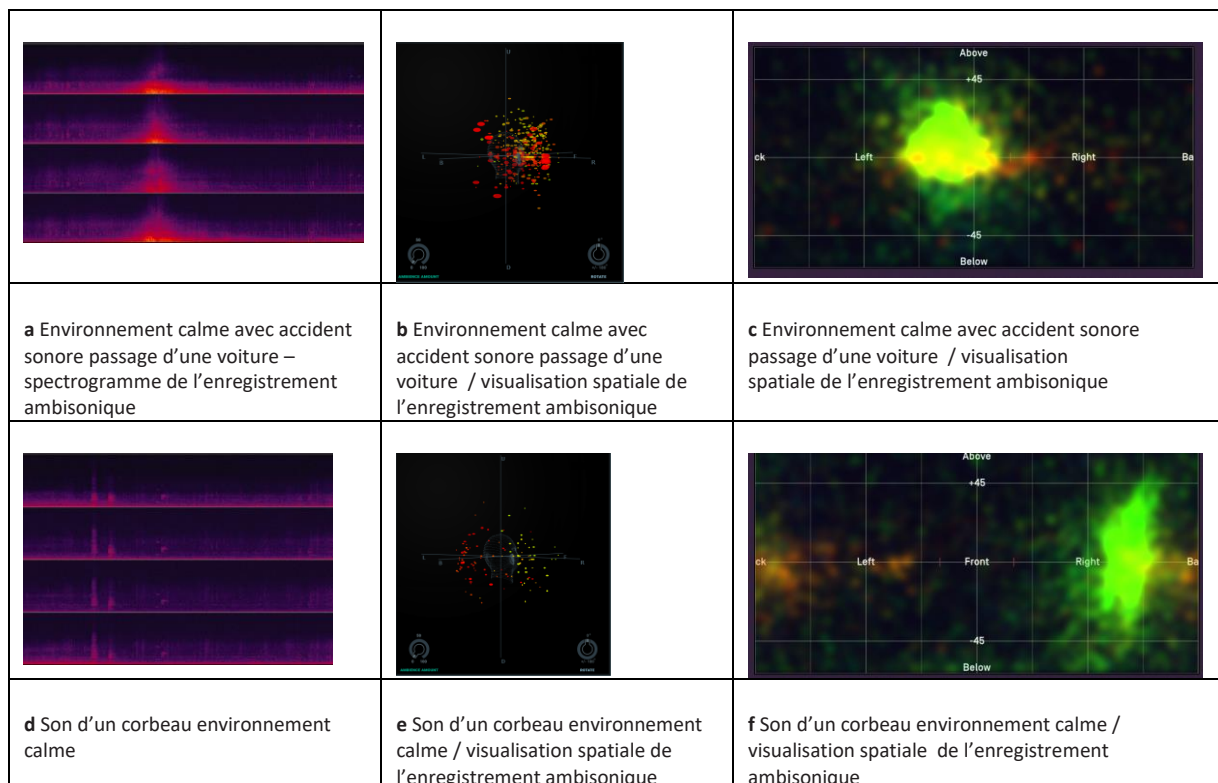 U
L
B
F
R
D
AMBIENCE AMOUNT
ROTATE
Above
+45
ck
Left
Right
Ba
-45
Below
a Environnement calme avec accident
sonore passage d’une voiture –
spectrogramme de l’enregistrement
ambisonique
b Environnement calme avec
accident sonore passage d’une
voiture / visualisation spatiale de
l’enregistrement ambisonique
c Environnement calme avec accident sonore
passage d’une voiture / visualisation
spatiale de l’enregistrement ambisonique
Above
+45
ck
Left
Front
Right
Ba
-45
Below
d Son d’un corbeau environnement
calme
e Son d’un corbeau environnement
calme / visualisation spatiale de
l’enregistrement ambisonique
f Son d’un corbeau environnement calme /
visualisation spatiale de l’enregistrement
ambisonique